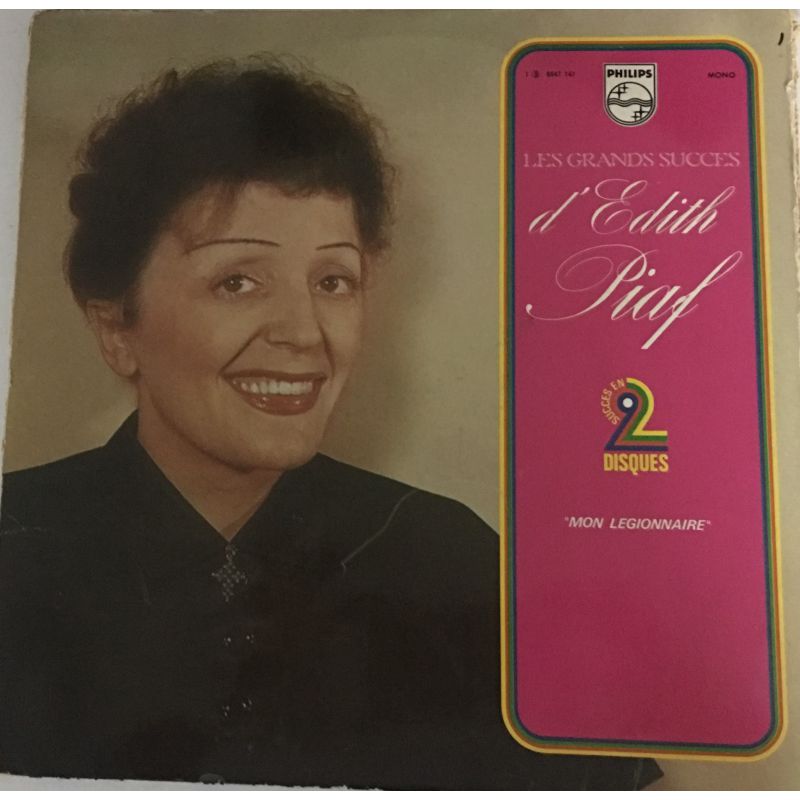 PHILIPS
MONO
LES GRANDS SUCCES
d'Edith
Piaf
SUCCES EN
2
DISQUES
"MON LEGIONNAIRE"